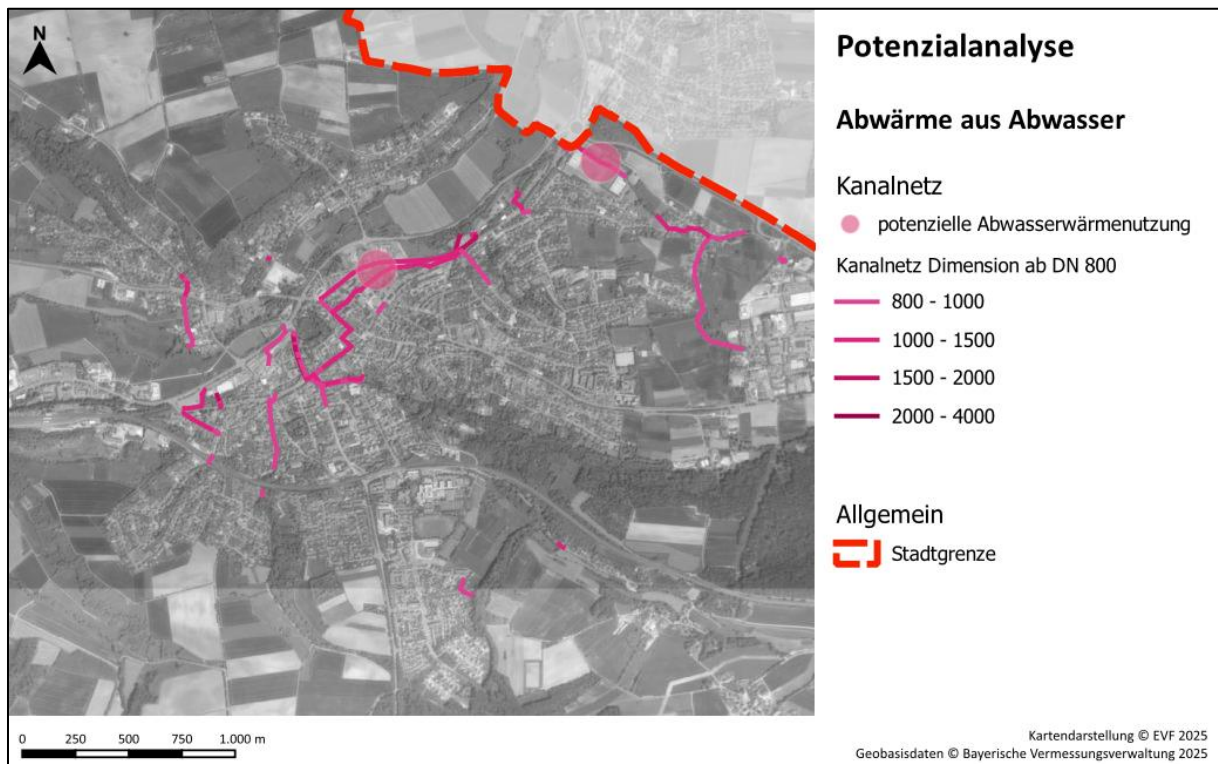 N
Potenzialanalyse
Abwärme aus Abwasser
Kanalnetz
potenzielle Abwasserwärmenutzung
Kanalnetz Dimension ab DN 800
800 - 1000
1000 - 1500
1500 - 2000
2000 - 4000
Allgemein
Stadtgrenze
0 250 500 750 1.000 m
Kartendarstellung © EVF 2025
Geobasisdaten © Bayerische Vermessungsverwaltung 2025